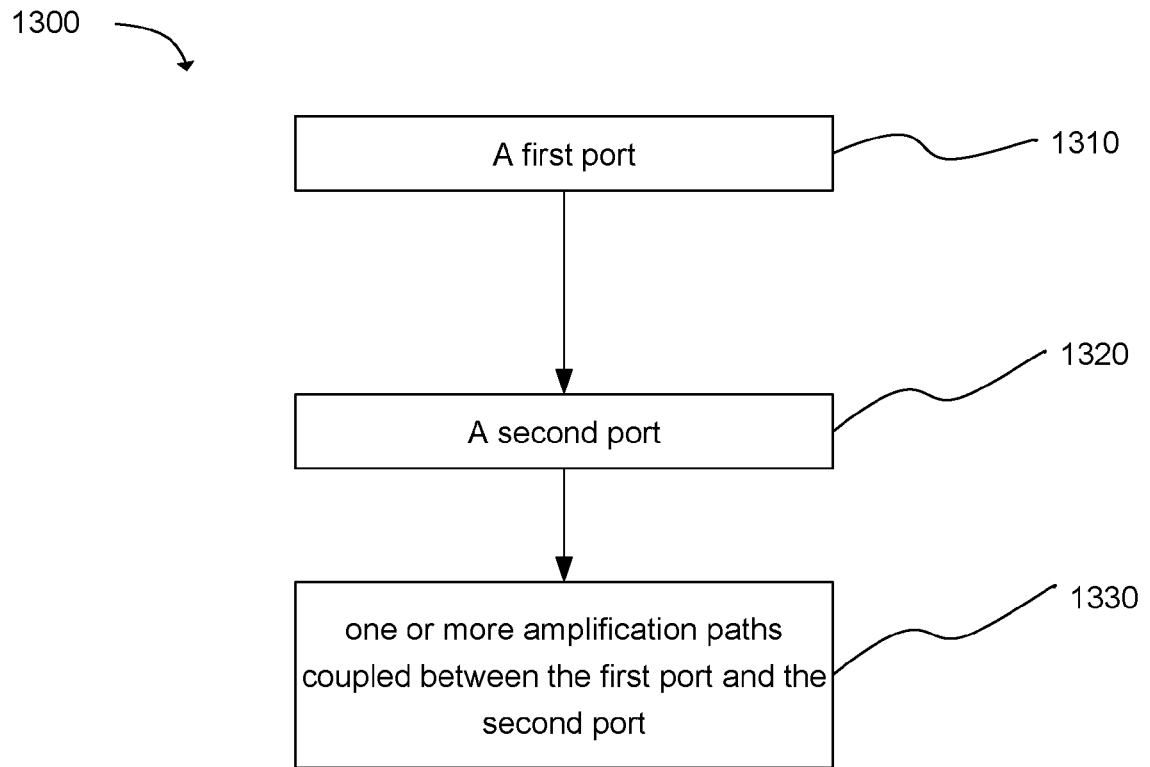 1300
A first port
1310
A second port
1320
one or more amplification paths
coupled between the first port and the
second port
1330